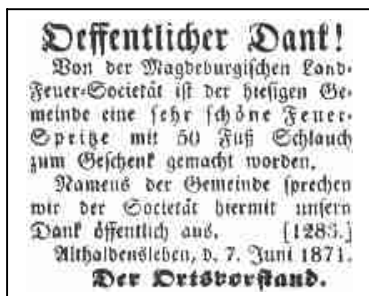 Oeffentlicher Dank!
Von der Magdeburgischen Land-
Feuer-Societät ist der hiesigen Ge-
meinde eine sehr schöne Feuer-
Spritze mit 50 Fuß Schlauch
zum Geschenk gemacht worden.
Namens der Gemeinde sprechen
wir der Societät hiermit unsern
Dank öffentlich aus. [1283.]
Althaldensleben, d. 7. Juni 1871.
Der Ortsvorstand.